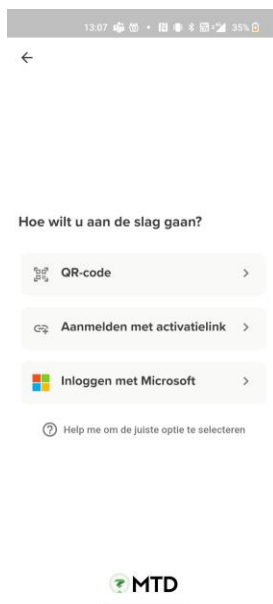 13:07 35%
Hoe wilt u aan de slag gaan?
QR-code
Aanmelden met activatielink
Inloggen met Microsoft
Help me om de juiste optie te selecteren
MTD